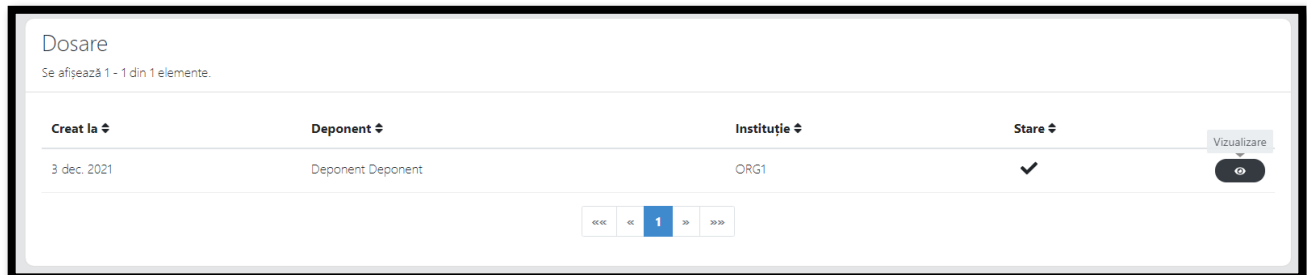 Dosare
Se afișează 1 - 1 din 1 elemente.
Creat la Deponent Instituție Stare
Vizualizare
3 dec. 2021 Deponent Deponent ORG1
«« « 1 » »»